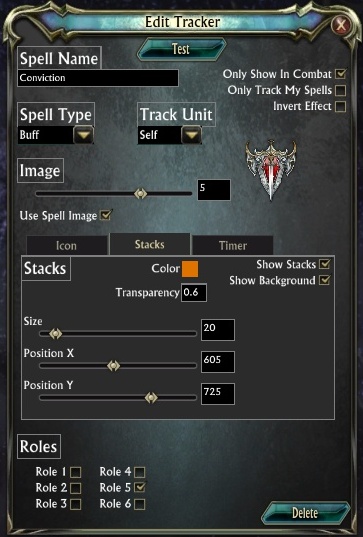 Edit Tracker
Test
Spell Name
Conviction
Only Show In Combat
Only Track My Spells
Invert Effect
Spell Type
Track Unit
Buff
Self
Image
5
Use Spell Image
Icon
Stacks
Timer
Stacks
Color
Show Stacks
Show Background
Transparency 0.6
Size
20
Position X
605
Position Y
725
Roles
Role 1
Role 4
Role 2
Role 5
Role 3
Role 6
Delete